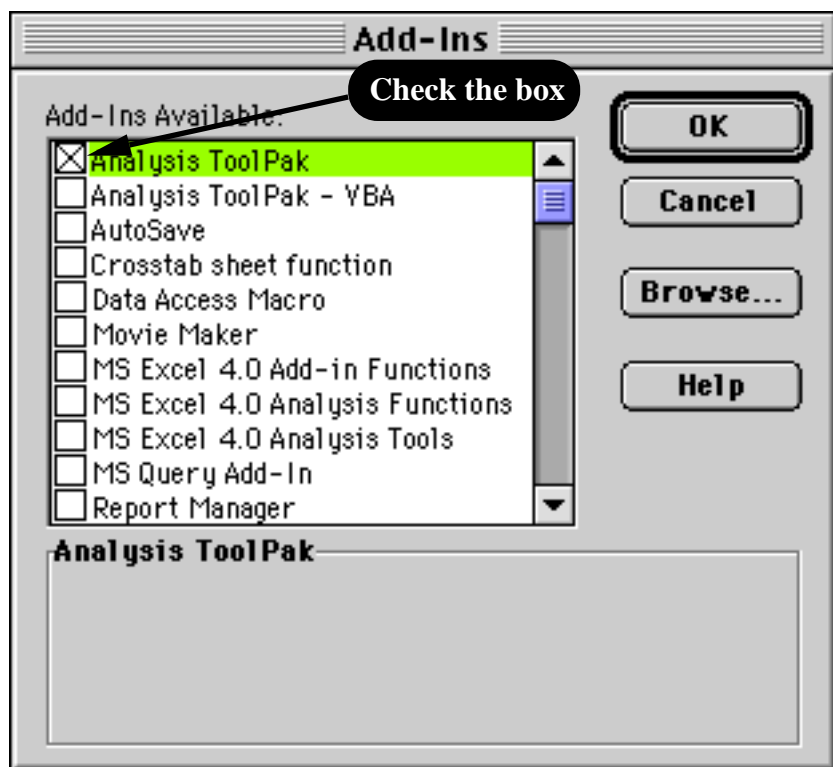 Add-Ins
Check the box
Add-Ins Available:
Analysis ToolPak
Analysis ToolPak - VBA
AutoSave
Crosstab sheet function
Data Access Macro
Movie Maker
MS Excel 4.0 Add-in Functions
MS Excel 4.0 Analysis Functions
MS Excel 4.0 Analysis Tools
MS Query Add-In
Report Manager
OK
Cancel
Browse...
Help
Analysis ToolPak